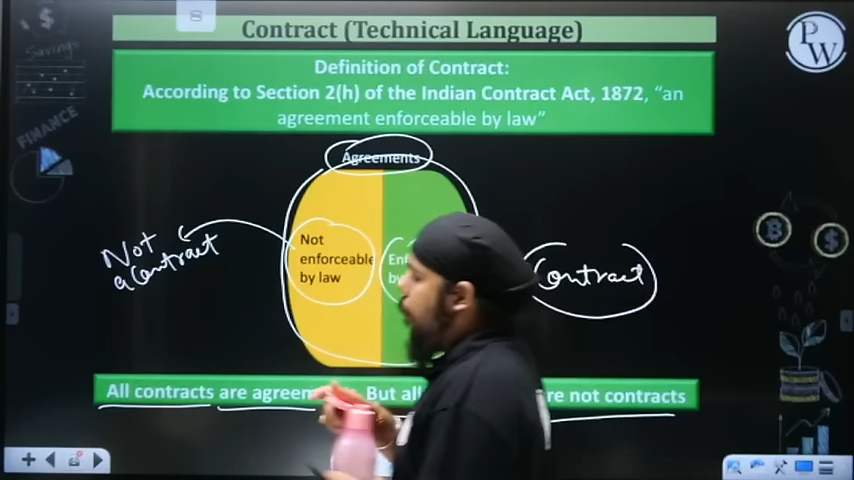 Contract (Technical Language)
Savings
FINANCE
P
W
Definition of Contract:
According to Section 2(h) of the Indian Contract Act, 1872, “an
agreement enforceable by law”
Agreements
Not
a Contract
Not
enforceable
by law
Contract
All contracts are agreem But all re not contracts